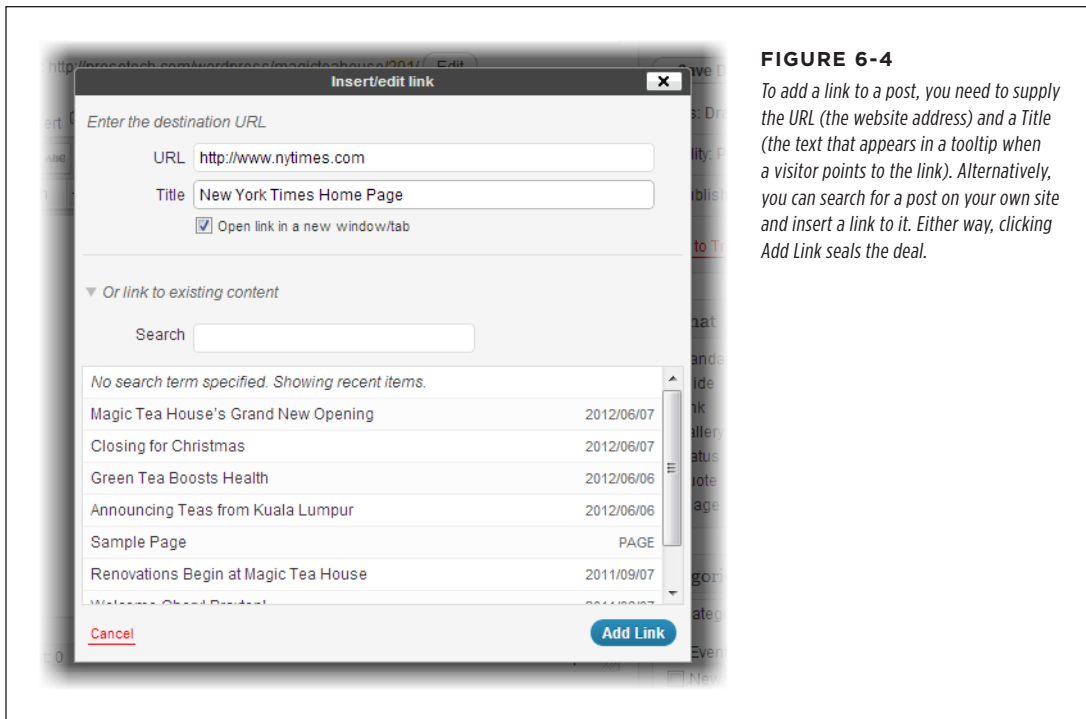 http://prosetech.com/wordpress/magicteahouse/201/ Edit
Insert/edit link
Enter the destination URL
URL http://www.nytimes.com
Title New York Times Home Page
Open link in a new window/tab
Or link to existing content
Search
No search term specified. Showing recent items.
Magic Tea House's Grand New Opening 2012/06/07
Closing for Christmas 2012/06/07
Green Tea Boosts Health 2012/06/06
Announcing Teas from Kuala Lumpur 2012/06/06
Sample Page PAGE
Renovations Begin at Magic Tea House 2011/09/07
Cancel
Add Link
FIGURE 6-4
To add a link to a post, you need to supply
the URL (the website address) and a Title
(the text that appears in a tooltip when
a visitor points to the link). Alternatively,
you can search for a post on your own site
and insert a link to it. Either way, clicking
Add Link seals the deal.